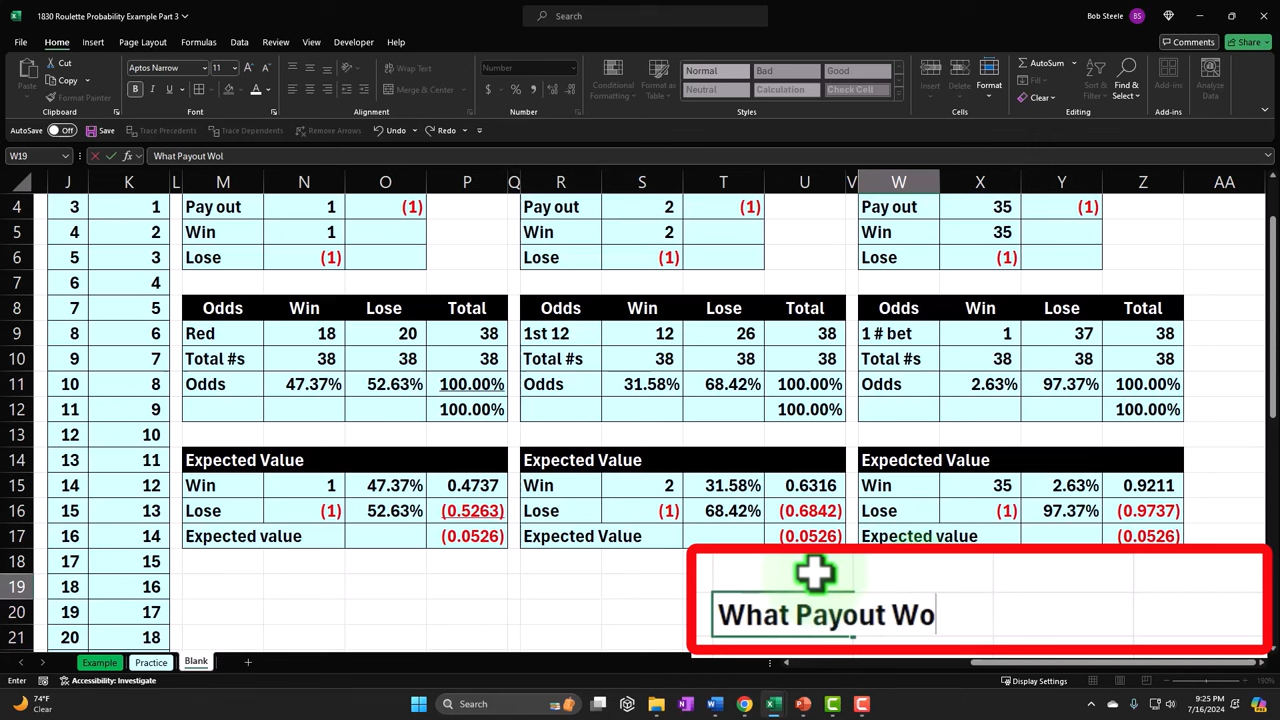 1830 Roulette Probability Example Part 3
Search
Bob Steele BS
File Home Insert Page Layout Formulas Data Review View Developer Help
Comments Share
Paste Cut Copy Format Painter
Clipboard
Aptos Narrow 11
Font
Wrap Text
Merge & Center
Alignment
Number
Number
Conditional Formatting Format as Table
Normal Bad Good
Neutral Calculation Check Cell
Styles
Insert Delete Format
Cells
AutoSum
Clear
Sort & Filter Find & Select
Editing
Add-ins
Add-ins
Analyze Data
AutoSave Off Save Trace Precedents Trace Dependents Remove Arrows Undo Redo
W19 fx What Payout Wol
J K L M N O P Q R S T U V W X Y Z AA
4 3 1 Pay out 1 (1) Pay out 2 (1) Pay out 35 (1)
5 4 2 Win 1 Win 2 Win 35
6 5 3 Lose (1) Lose (1) Lose (1)
7 6 4
8 7 5 Odds Win Lose Total Odds Win Lose Total Odds Win Lose Total
9 8 6 Red 18 20 38 1st 12 12 26 38 1 # bet 1 37 38
10 9 7 Total #s 38 38 38 Total #s 38 38 38 Total #s 38 38 38
11 10 8 Odds 47.37% 52.63% 100.00% Odds 31.58% 68.42% 100.00% Odds 2.63% 97.37% 100.00%
12 11 9 100.00% 100.00% 100.00%
13 12 10
14 13 11 Expected Value Expected Value Expedcted Value
15 14 12 Win 1 47.37% 0.4737 Win 2 31.58% 0.6316 Win 35 2.63% 0.9211
16 15 13 Lose (1) 52.63% (0.5263) Lose (1) 68.42% (0.6842) Lose (1) 97.37% (0.9737)
17 16 14 Expected value (0.0526) Expected Value (0.0526) Expected value (0.0526)
18 17 15
19 18 16
20 19 17 What Payout Wo
21 20 18
Example Practice Blank
Enter Accessibility: Investigate Display Settings 190%
74°F
Clear
Search
9:25 PM
7/16/2024